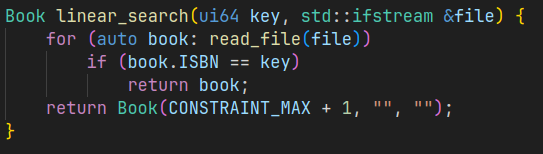 Book linear_search(ui64 key, std::ifstream &file) {
    for (auto book: read_file(file))
        if (book.ISBN == key)
            return book;
    return Book(CONSTRAINT_MAX + 1, "", "");
}